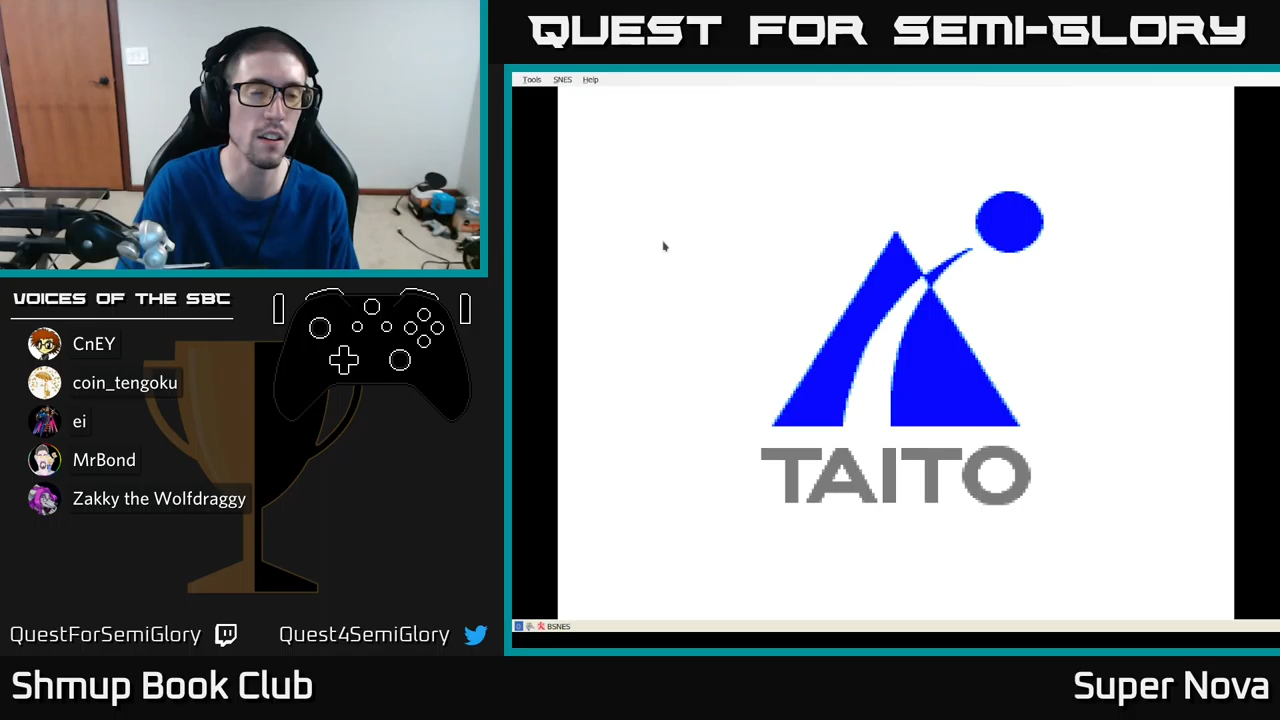 QUEST FOR SEMI-GLORY
Tools SNES Help
TAITO
BSNES
VOICES OF THE SBC
CnEY
coin_tengoku
ei
MrBond
Zakky the Wolfdraggy
QuestForSemiGlory
Quest4SemiGlory
Shmup Book Club
Super Nova